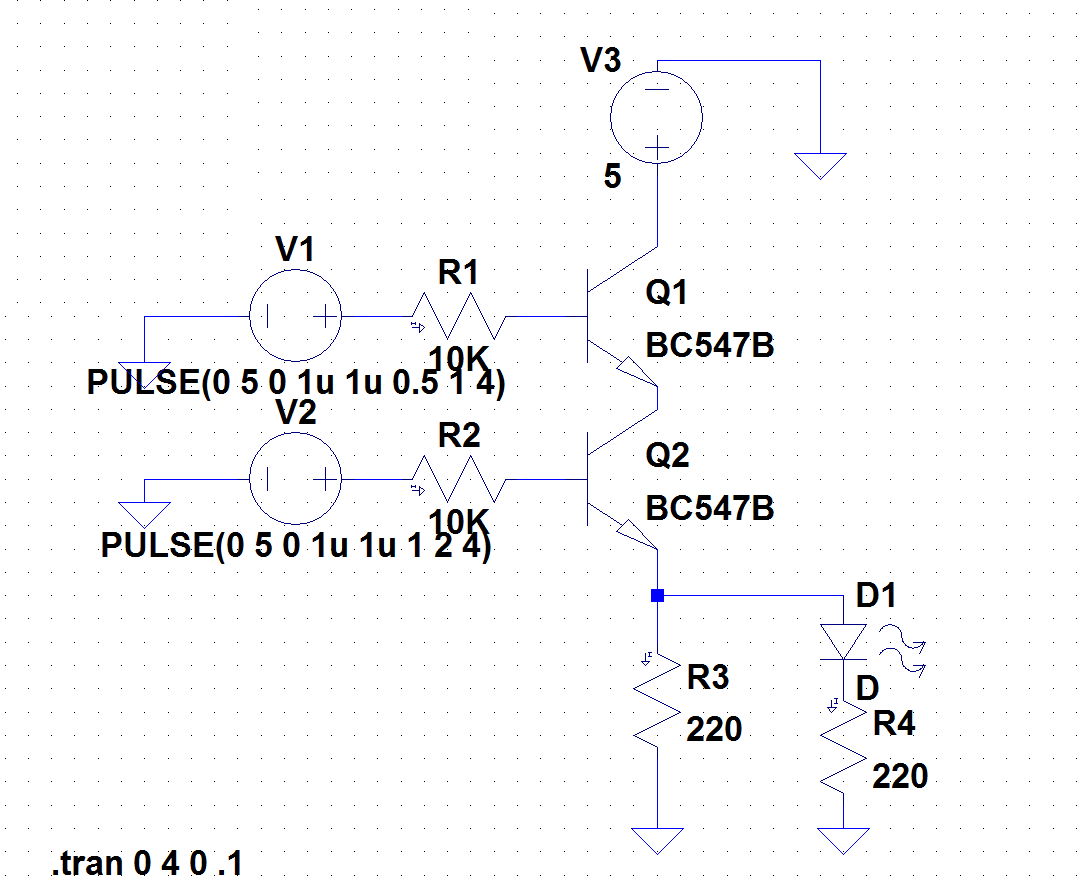 V3
5
V1
R1
10K
PULSE(0 5 0 1u 1u 0.5 1 4)
Q1
BC547B
V2
R2
10K
PULSE(0 5 0 1u 1u 1 2 4)
Q2
BC547B
D1
D
R3
220
R4
220
.tran 0 4 0 .1